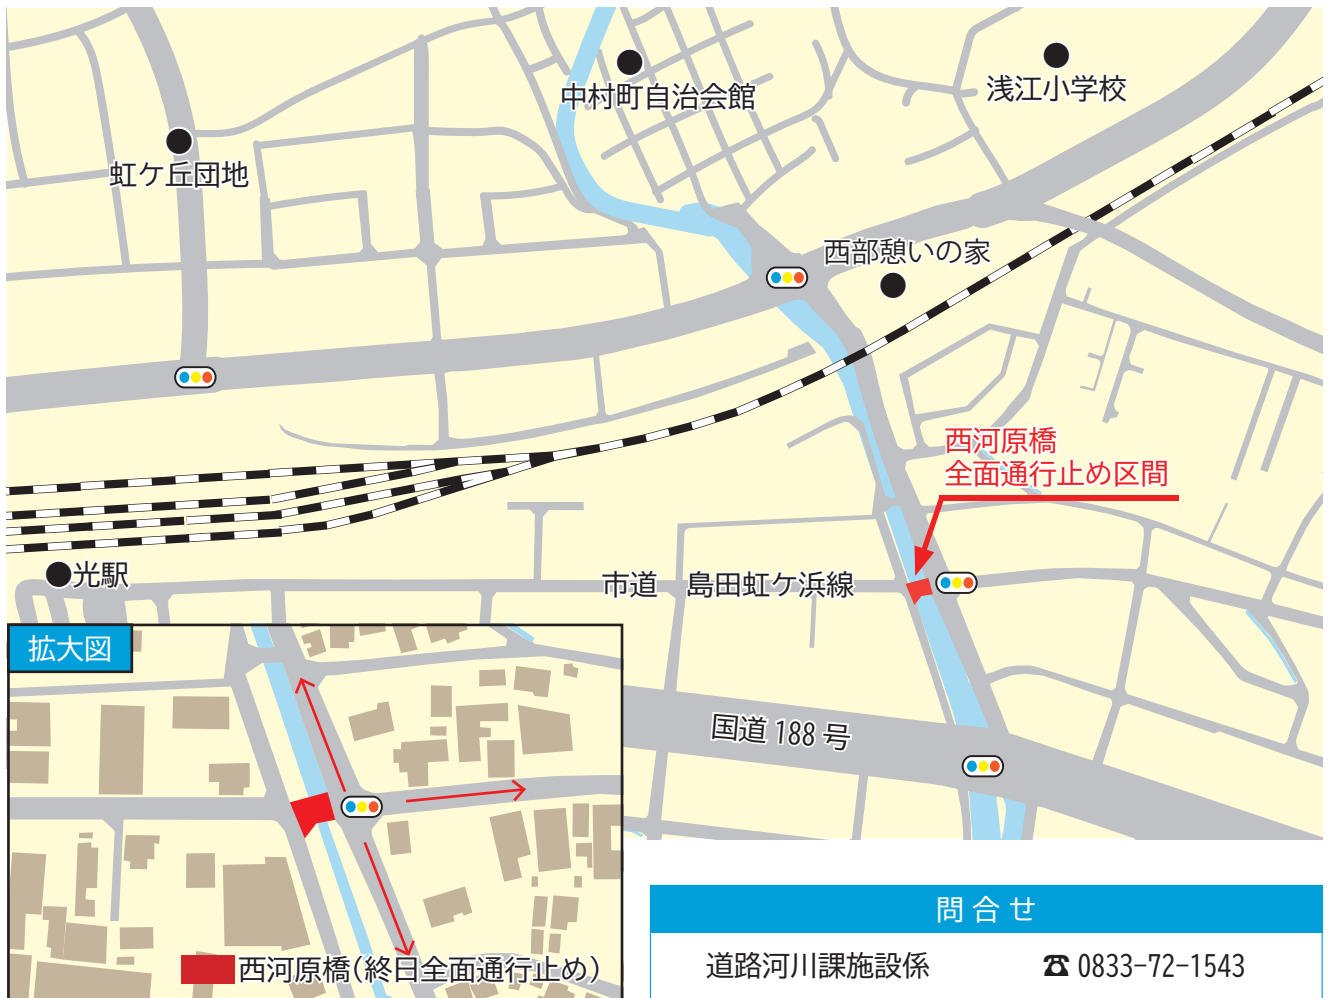 中村町自治会館
浅江小学校
虹ケ丘団地
西部憩いの家
西河原橋
全面通行止め区間
光駅
市道　島田虹ケ浜線
拡大図
国道 188 号
西河原橋(終日全面通行止め)
問合せ
道路河川課施設係　☎ 0833-72-1543